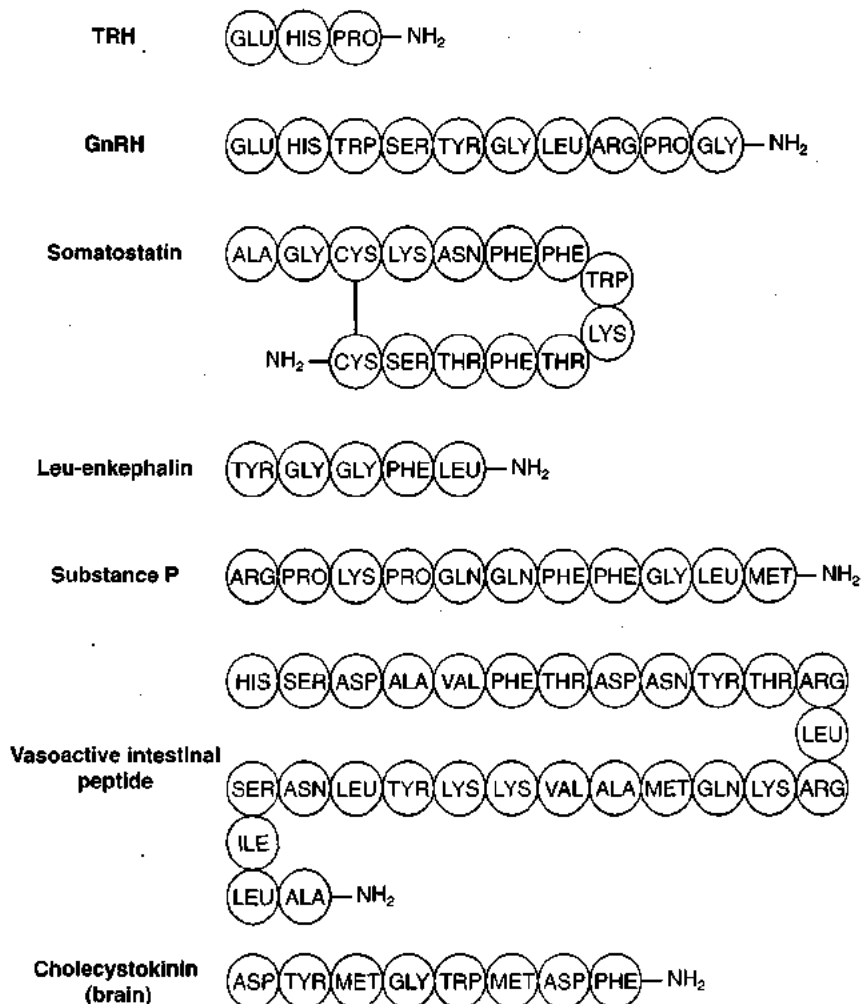 TRH GLU HIS PRO NH₂
GnRH GLU HIS TRP SER TYR GLY LEU ARG PRO GLY NH₂
Somatostatin ALA GLY CYS LYS ASN PHE PHE
TRP
LYS
NH₂ CYS SER THR PHE THR
Leu-enkephalin TYR GLY GLY PHE LEU NH₂
Substance P ARG PRO LYS PRO GLN GLN PHE PHE GLY LEU MET NH₂
HIS SER ASP ALA VAL PHE THR ASP ASN TYR THR ARG
LEU
Vasoactive intestinal
peptide
SER ASN LEU TYR LYS LYS VAL ALA MET GLN LYS ARG
ILE
LEU ALA NH₂
Cholecystokinin
(brain)
ASP TYR MET GLY TRP MET ASP PHE NH₂